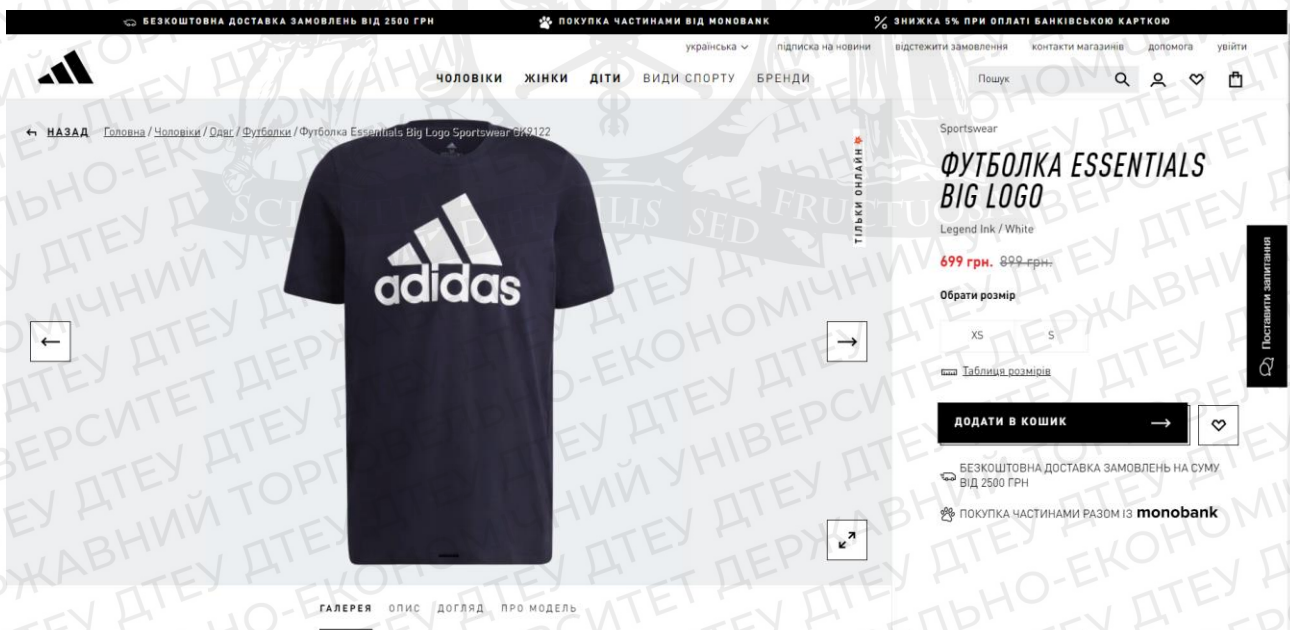 БЕЗКОШТОВНА ДОСТАВКА ЗАМОВЛЕНЬ ВІД 2500 ГРН
ПОКУПКА ЧАСТИНАМИ ВІД MONOBANK
ЗНИЖКА 5% ПРИ ОПЛАТІ БАНКІВСЬКОЮ КАРТКОЮ
українська підписка на новини відстежити замовлення контакти магазинів допомога увійти
ЧОЛОВІКИ ЖІНКИ ДІТИ ВИДИ СПОРТУ БРЕНДИ
Пошук
НАЗАД Головна / Чоловіки / Одяг / Футболки / Футболка Essentials Big Logo Sportswear GK9122
adidas
ТІЛЬКИ ОНЛАЙН
Sportswear
ФУТБОЛКА ESSENTIALS
BIG LOGO
Legend Ink / White
699 грн. 899 грн.
Обрати розмір
XS S
Таблиця розмірів
ДОДАТИ В КОШИК
БЕЗКОШТОВНА ДОСТАВКА ЗАМОВЛЕНЬ НА СУМУ
ВІД 2500 ГРН
ПОКУПКА ЧАСТИНАМИ РАЗОМ ІЗ monobank
Поставити запитання
ГАЛЕРЕЯ ОПИС ДОГЛЯД ПРО МОДЕЛЬ